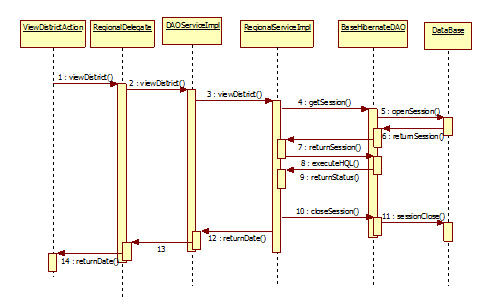 ViewDistrictAction
RegionalDelegate
DAOServiceImpl
RegionalServiceImpl
BaseHibernateDAO
DataBase
1 : viewDistrict()
2 : viewDistrict()
3 : viewDistrict()
4 : getSession()
5 : openSession()
6 : returnSession()
7 : returnSession()
8 : executeHQL()
9 : returnStatus()
10 : closeSession()
11 : sessionClose()
12 : returnDate()
13
14 : returnDate()